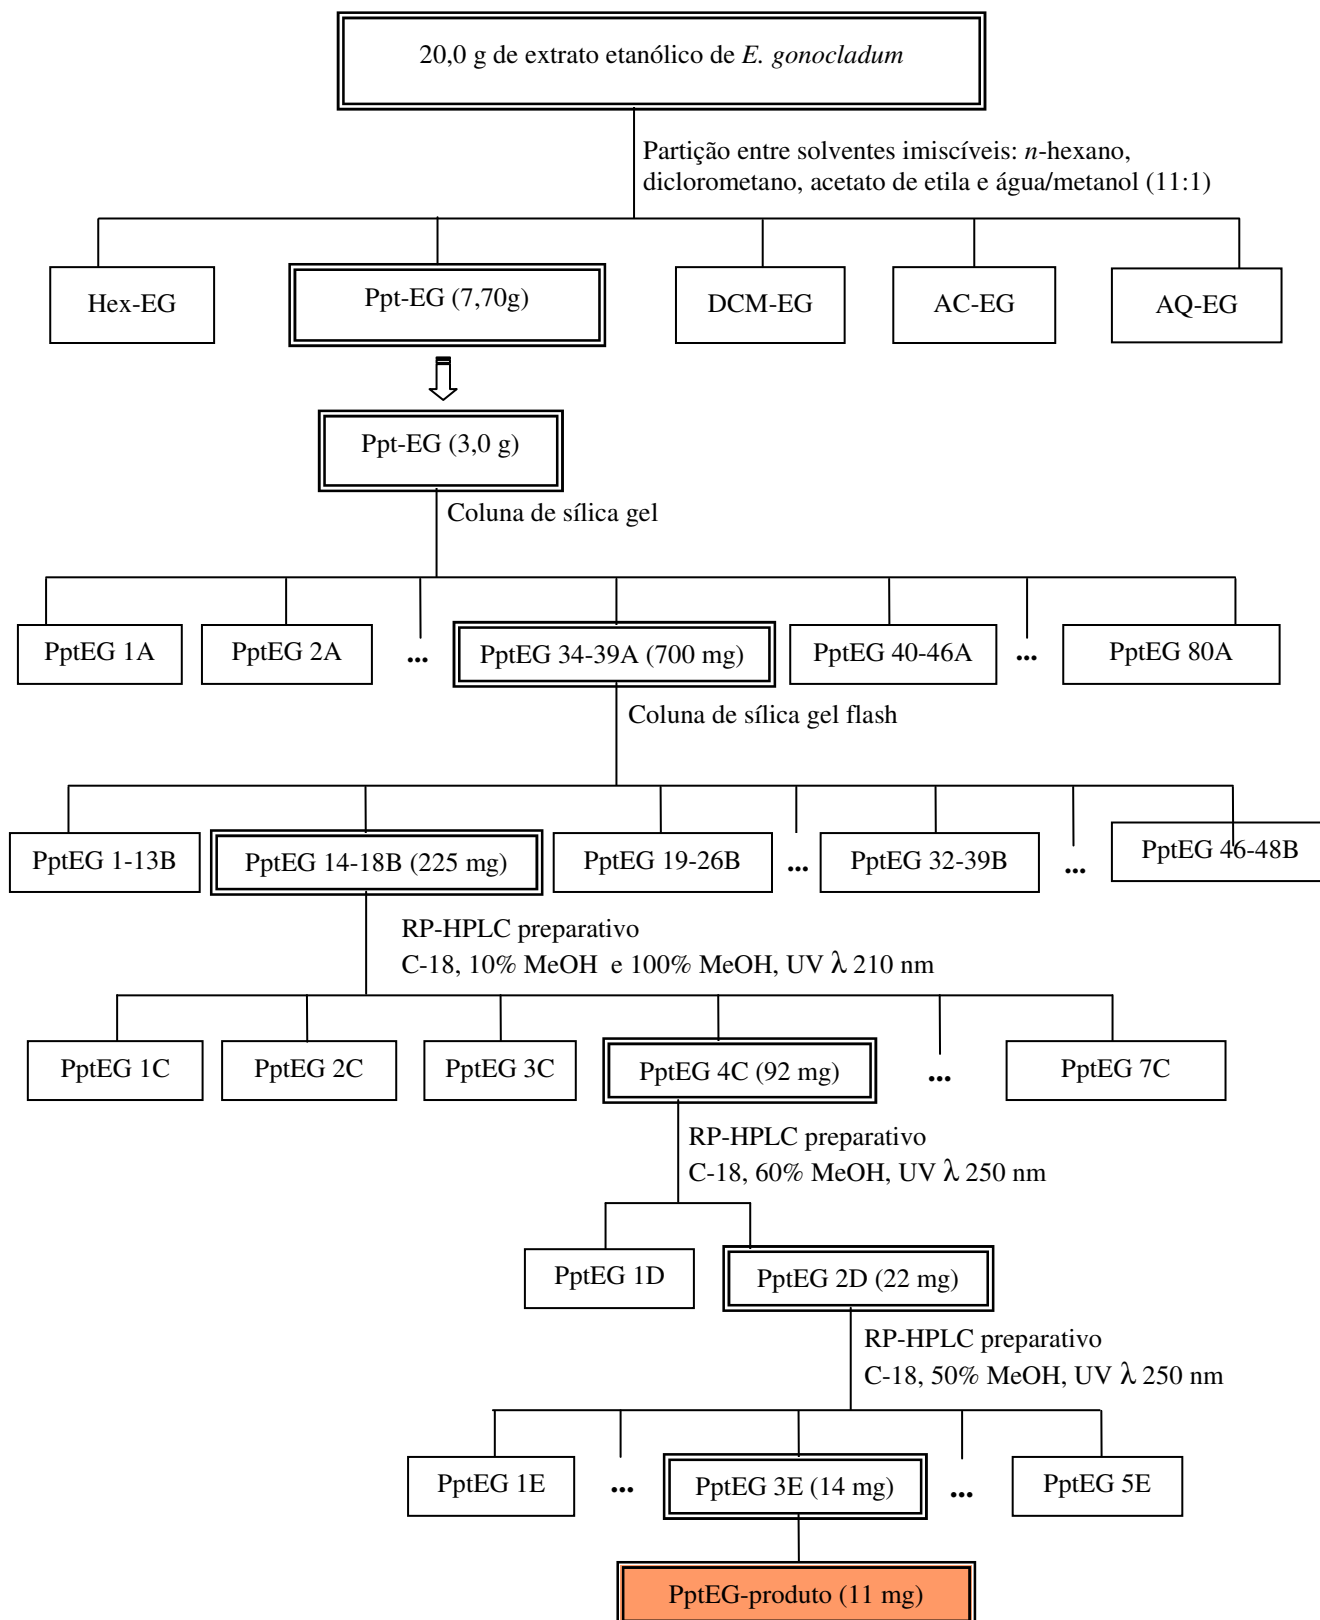 20,0 g de extrato etanólico de E. gonocladum
Partição entre solventes imiscíveis: n-hexano,
diclorometano, acetato de etila e água/metanol (11:1)
Hex-EG
Ppt-EG (7,70g)
DCM-EG
AC-EG
AQ-EG
Ppt-EG (3,0 g)
Coluna de sílica gel
PptEG 1A
PptEG 2A
...
PptEG 34-39A (700 mg)
PptEG 40-46A
...
PptEG 80A
Coluna de sílica gel flash
PptEG 1-13B
PptEG 14-18B (225 mg)
PptEG 19-26B
...
PptEG 32-39B
...
PptEG 46-48B
RP-HPLC preparativo
C-18, 10% MeOH e 100% MeOH, UV λ 210 nm
PptEG 1C
PptEG 2C
PptEG 3C
PptEG 4C (92 mg)
...
PptEG 7C
RP-HPLC preparativo
C-18, 60% MeOH, UV λ 250 nm
PptEG 1D
PptEG 2D (22 mg)
RP-HPLC preparativo
C-18, 50% MeOH, UV λ 250 nm
PptEG 1E
...
PptEG 3E (14 mg)
...
PptEG 5E
PptEG-produto (11 mg)